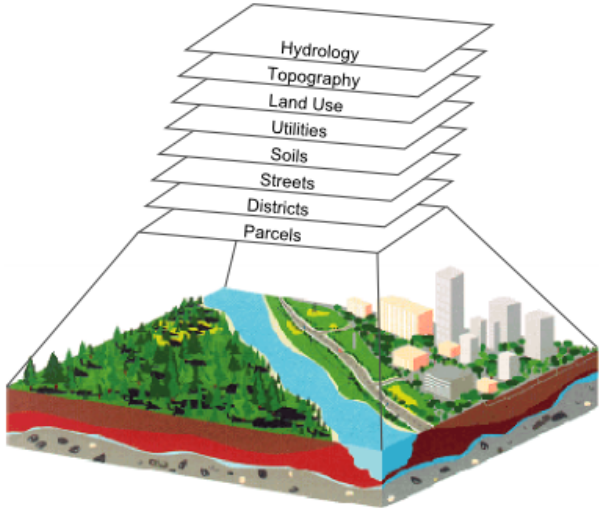 Hydrology
Topography
Land Use
Utilities
Soils
Streets
Districts
Parcels